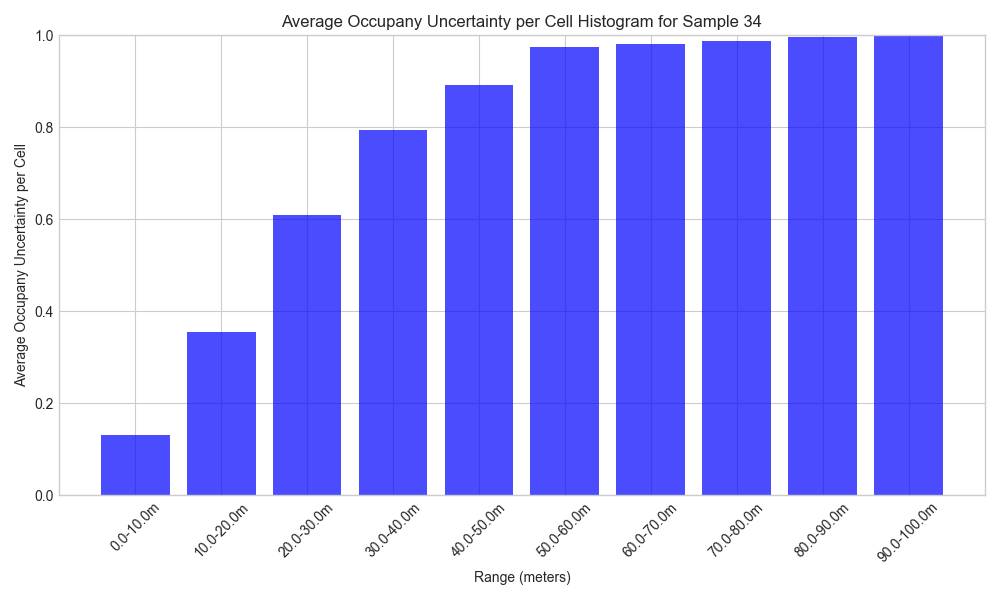 Average Occupany Uncertainty per Cell Histogram for Sample 34
Average Occupany Uncertainty per Cell
1.0
0.8
0.6
0.4
0.2
0.0
0.0-10.0m
10.0-20.0m
20.0-30.0m
30.0-40.0m
40.0-50.0m
50.0-60.0m
60.0-70.0m
70.0-80.0m
80.0-90.0m
90.0-100.0m
Range (meters)